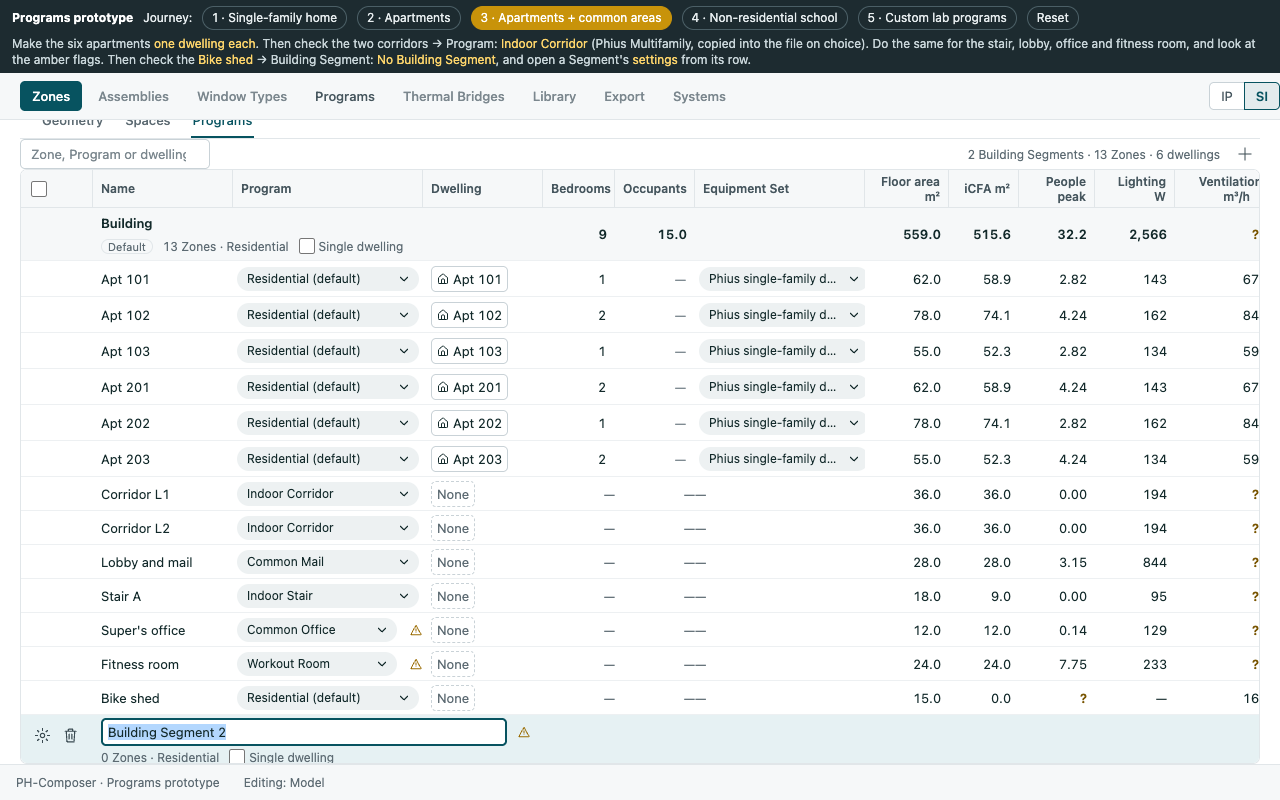 Programs prototype Journey: 1 · Single-family home 2 · Apartments 3 · Apartments + common areas 4 · Non-residential school 5 · Custom lab programs Reset
Make the six apartments one dwelling each. Then check the two corridors → Program: Indoor Corridor (Phius Multifamily, copied into the file on choice). Do the same for the stair, lobby, office and fitness room, and look at
the amber flags. Then check the Bike shed → Building Segment: No Building Segment, and open a Segment's settings from its row.
Zones Assemblies Window Types Programs Thermal Bridges Library Export Systems IP SI
Geometry Spaces Programs
Zone, Program or dwelling 2 Building Segments · 13 Zones · 6 dwellings
Name Program Dwelling Bedrooms Occupants Equipment Set Floor area m² iCFA m² People peak Lighting W Ventilation m³/h
Building 9 15.0 559.0 515.6 32.2 2,566 ?
Default 13 Zones · Residential Single dwelling
Apt 101 Residential (default) Apt 101 1 — Phius single-family d... 62.0 58.9 2.82 143 67
Apt 102 Residential (default) Apt 102 2 — Phius single-family d... 78.0 74.1 4.24 162 84
Apt 103 Residential (default) Apt 103 1 — Phius single-family d... 55.0 52.3 2.82 134 59
Apt 201 Residential (default) Apt 201 2 — Phius single-family d... 62.0 58.9 4.24 143 67
Apt 202 Residential (default) Apt 202 1 — Phius single-family d... 78.0 74.1 2.82 162 84
Apt 203 Residential (default) Apt 203 2 — Phius single-family d... 55.0 52.3 4.24 134 59
Corridor L1 Indoor Corridor None — — — 36.0 36.0 0.00 194 ?
Corridor L2 Indoor Corridor None — — — 36.0 36.0 0.00 194 ?
Lobby and mail Common Mail None — — — 28.0 28.0 3.15 844 ?
Stair A Indoor Stair None — — — 18.0 9.0 0.00 95 ?
Super's office Common Office None — — — 12.0 12.0 0.14 129 ?
Fitness room Workout Room None — — — 24.0 24.0 7.75 233 ?
Bike shed Residential (default) None — — — 15.0 0.0 ? — 16
Building Segment 2
0 Zones · Residential Single dwelling
PH-Composer · Programs prototype Editing: Model